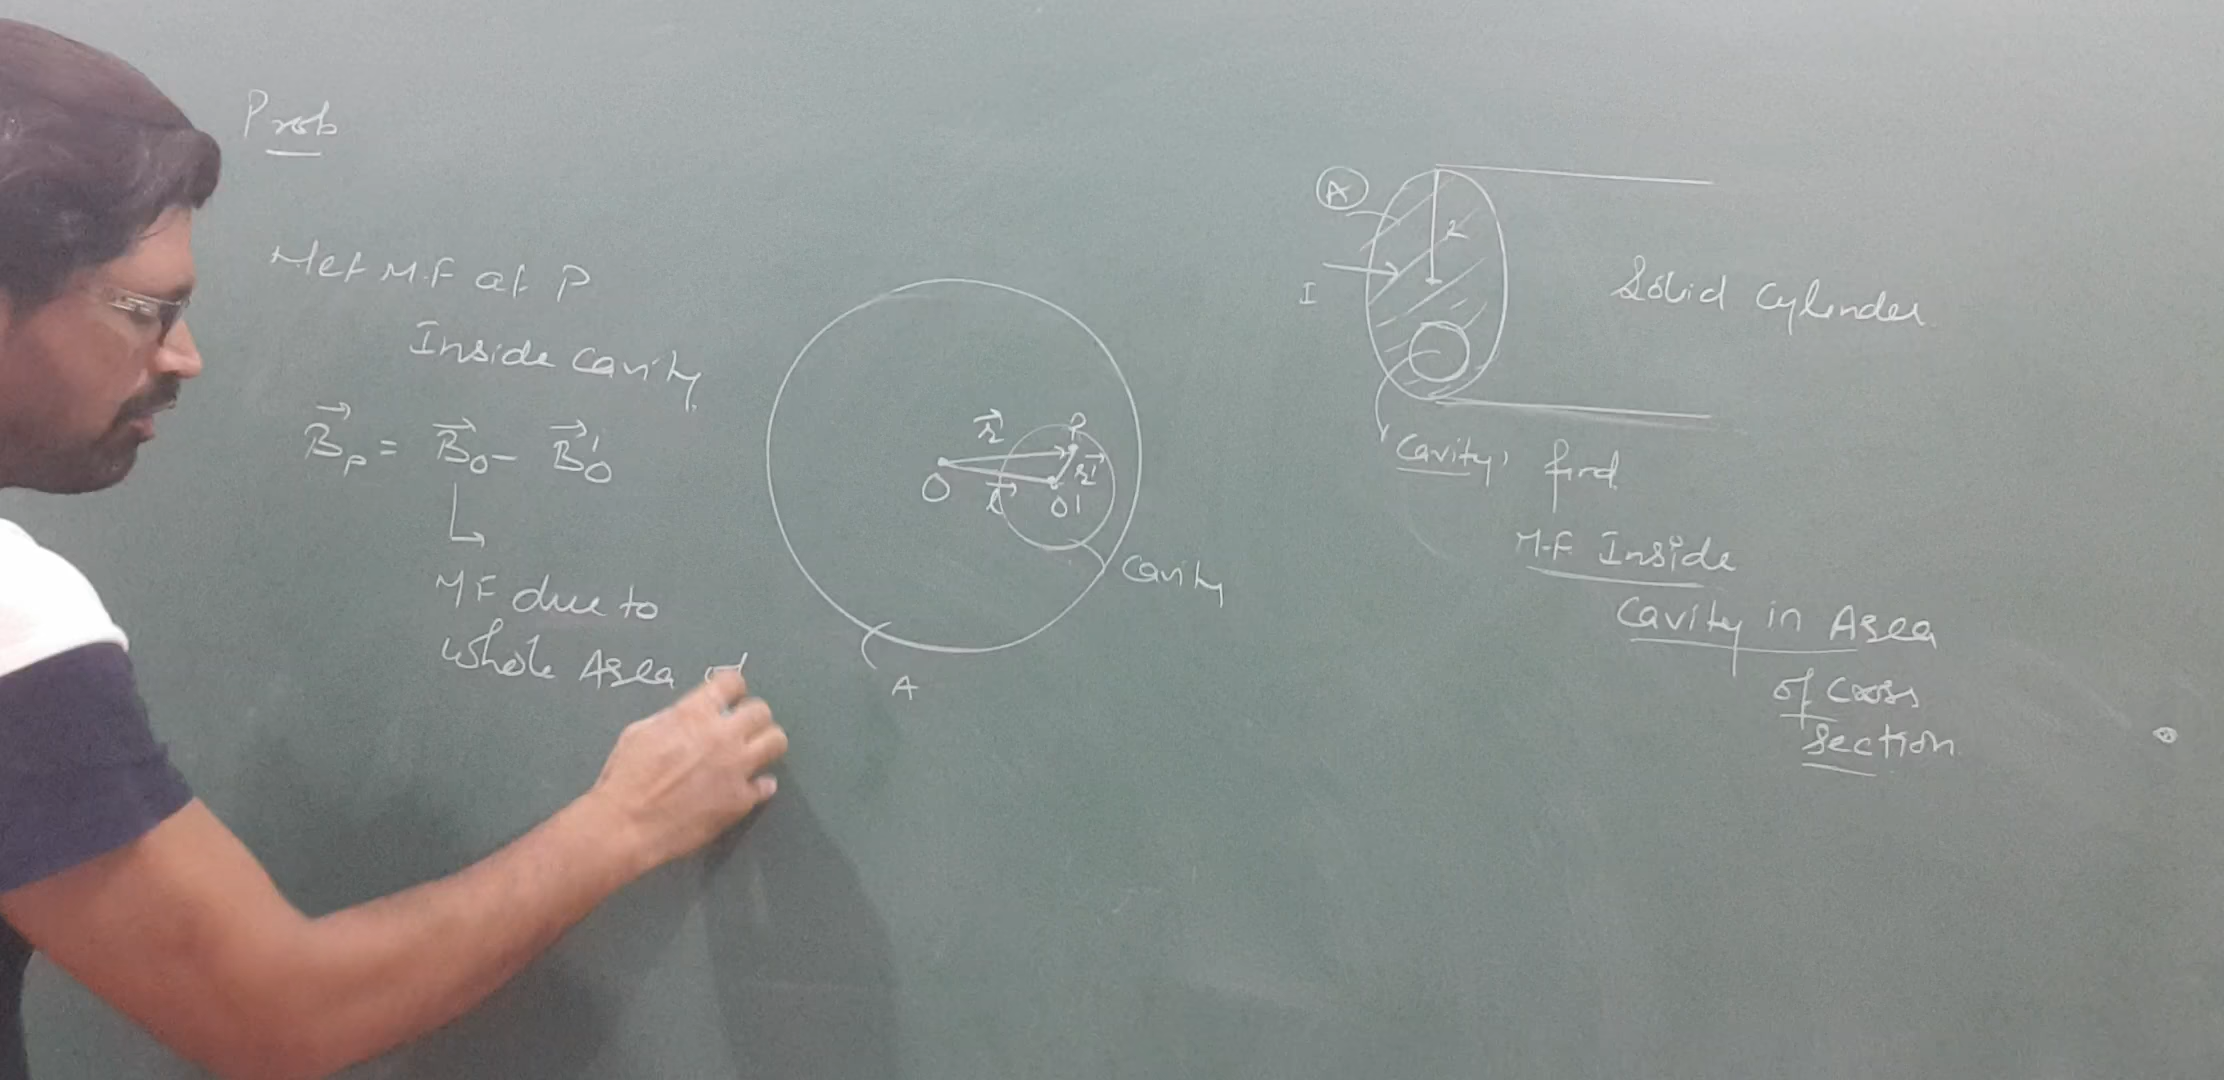 Prob
Net M.F at P
Inside Cavity
B⃗p = B⃗o - B⃗'o
MF due to
whole Area of
r⃗
P
r⃗'
O
l⃗
O'
Cavity
A
A
R
I
Solid Cylinder
Cavity, find
M.F. Inside
Cavity in Area
of Cross
Section